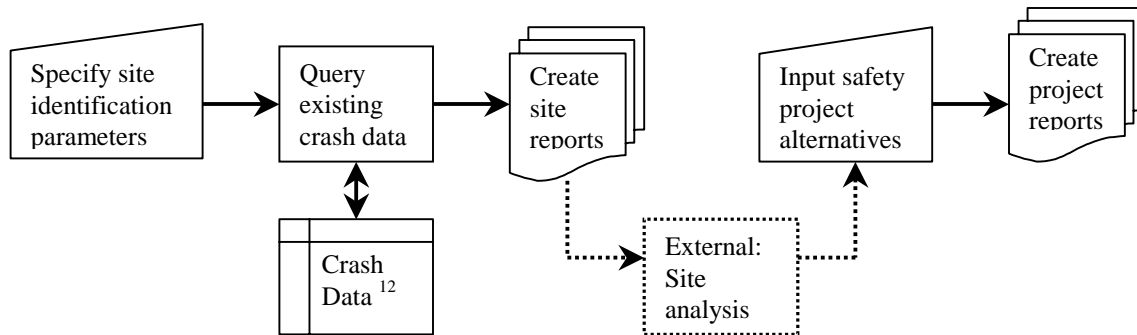 Specify site
identification
parameters
Query
existing
crash data
Create
site
reports
Input safety
project
alternatives
Create
project
reports
Crash
Data 12
External:
Site
analysis